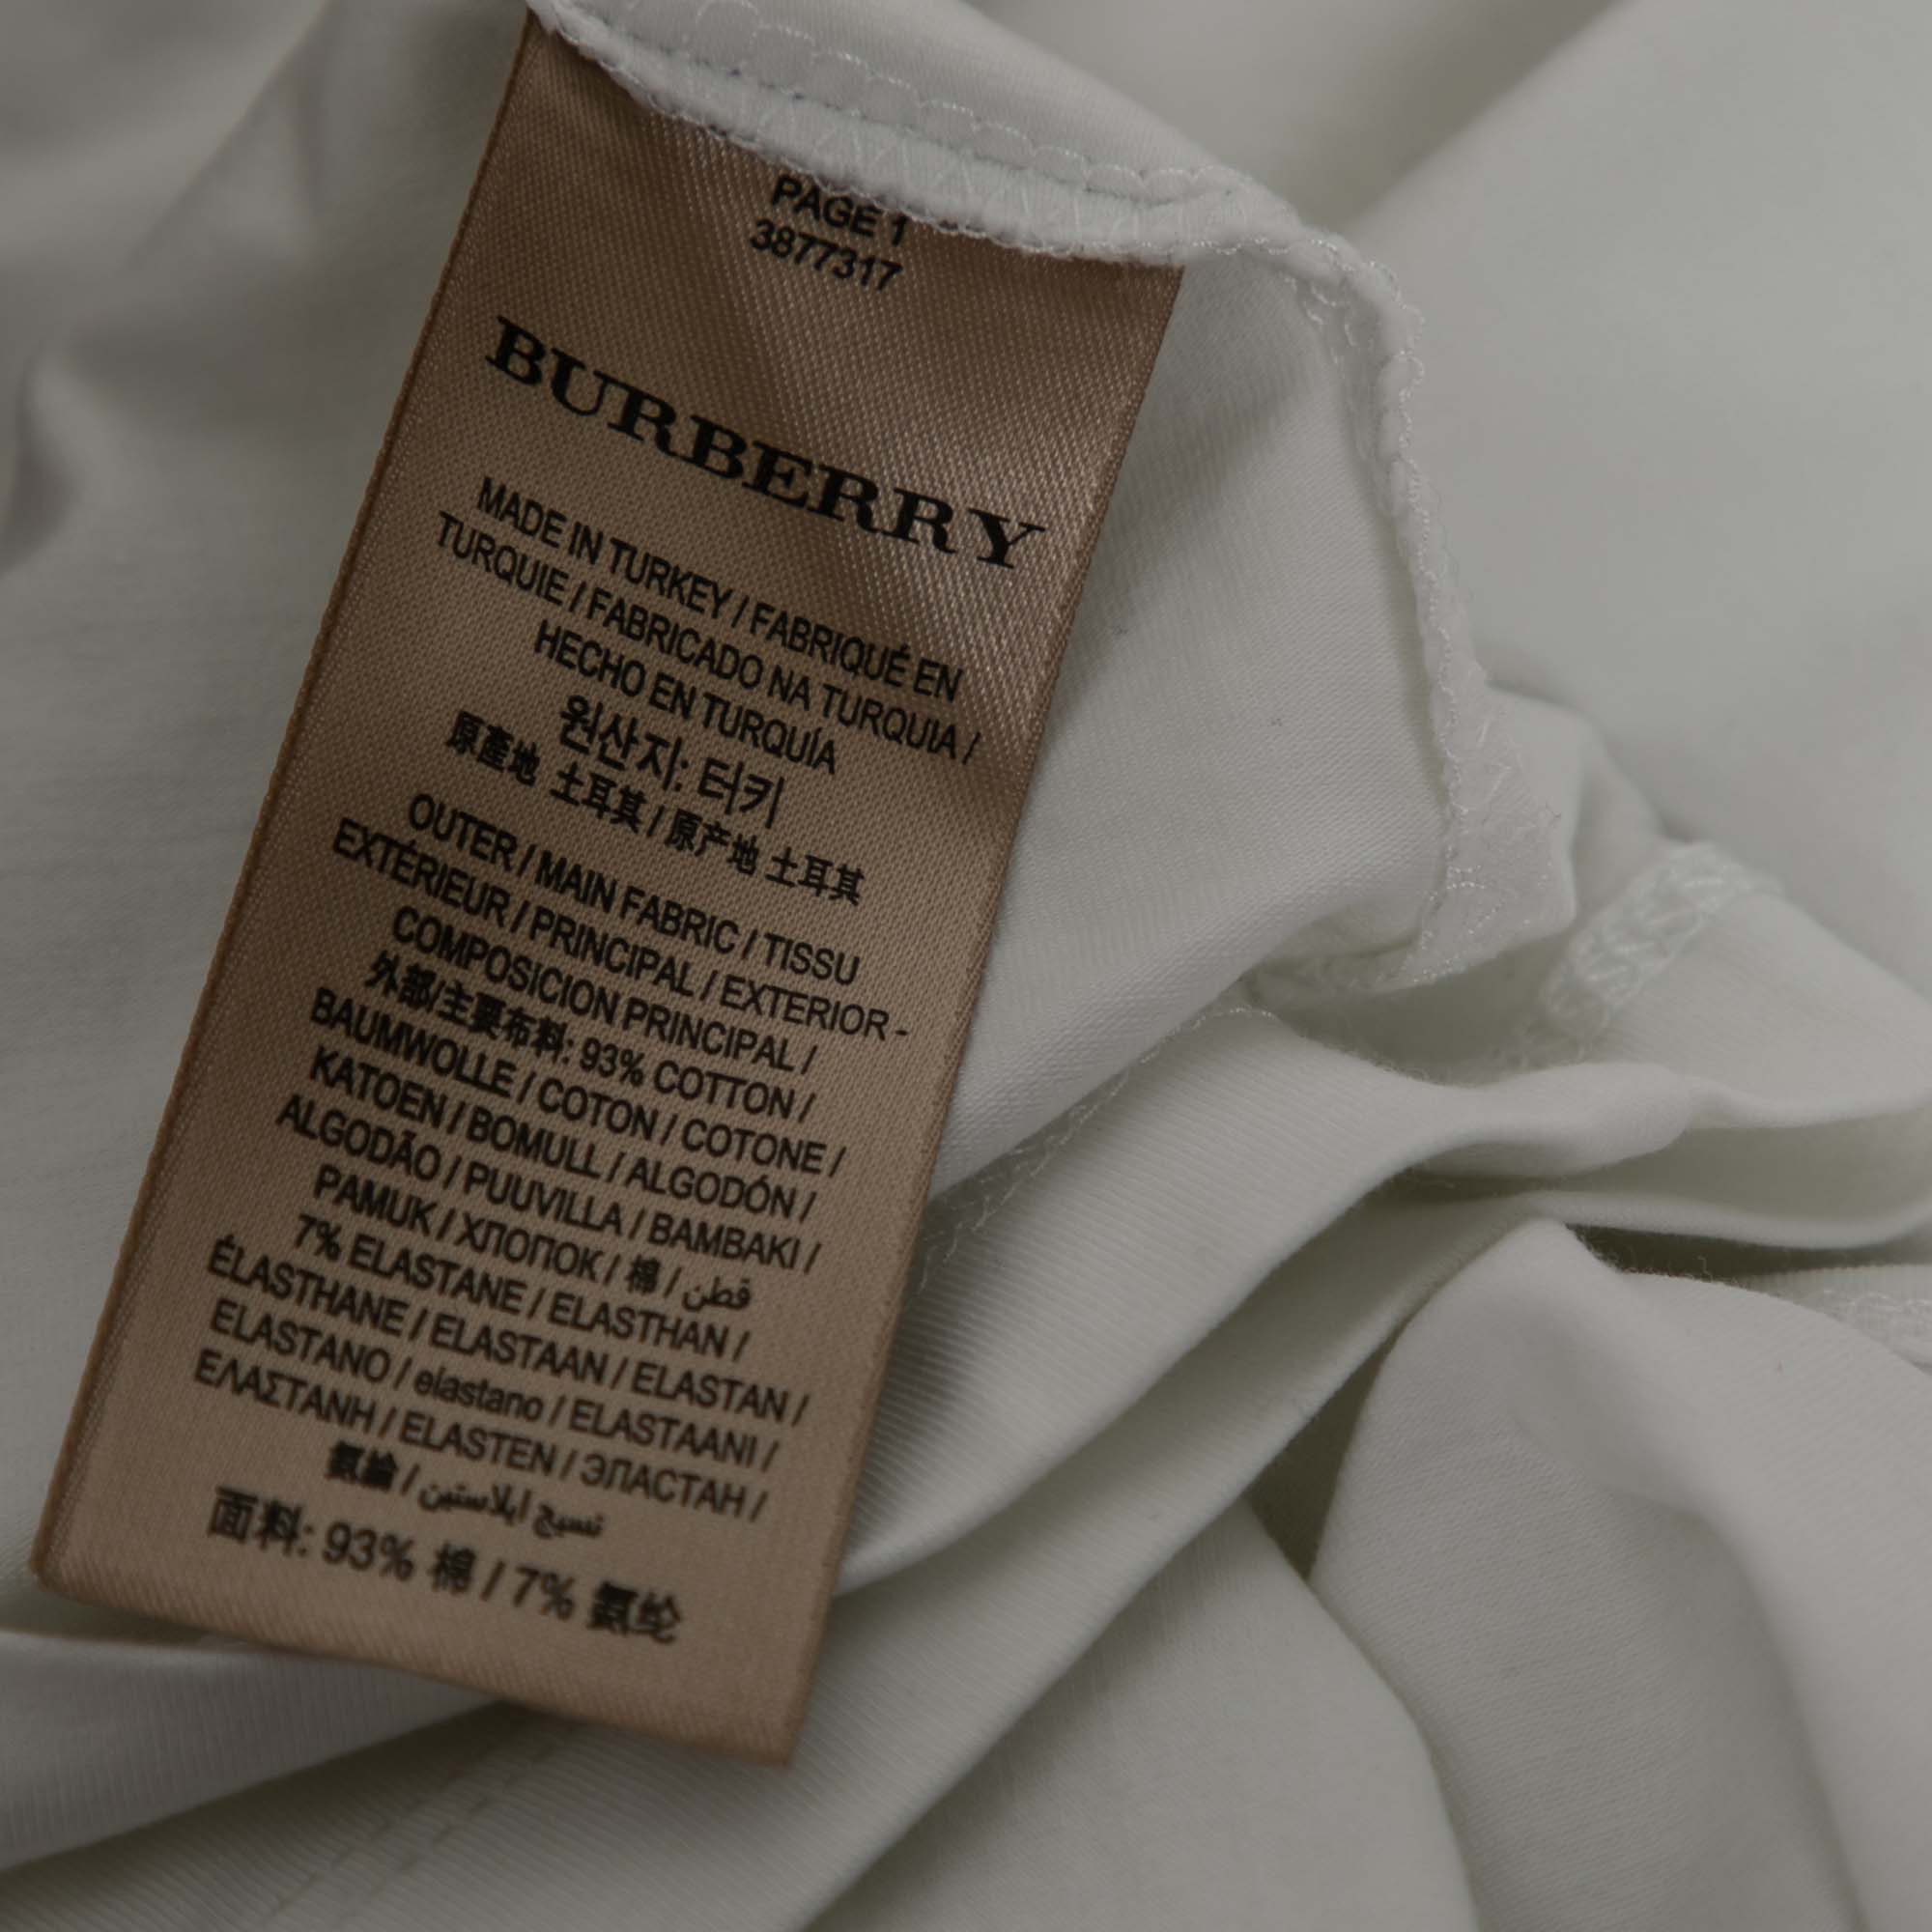 PAGE 1
3877317
BURBERRY
MADE IN TURKEY / FABRIQUÉ EN
TURQUIE / FABRICADO NA TURQUIA /
HECHO EN TURQUÍA
원산지: 터키
原產地 土耳其 / 原产地 土耳其
OUTER / MAIN FABRIC / TISSU
EXTÉRIEUR / PRINCIPAL / EXTERIOR -
COMPOSICION PRINCIPAL /
外部/主要布料: 93% COTTON /
BAUMWOLLE / COTON / COTONE /
KATOEN / BOMULL / ALGODÓN /
ALGODÃO / PUUVILLA / BAMBAKI /
PAMUK / ХЛОПОК / 棉 / قطن
7% ELASTANE / ELASTHAN /
ÉLASTHANE / ELASTAAN / ELASTAN /
ELASTANO / elastano / ELASTAANI /
ΕΛΑΣΤΑΝΗ / ELASTEN / ЭЛАСТАН /
氨綸 / نسيج ايلاستين
面料: 93% 棉 / 7% 氨纶